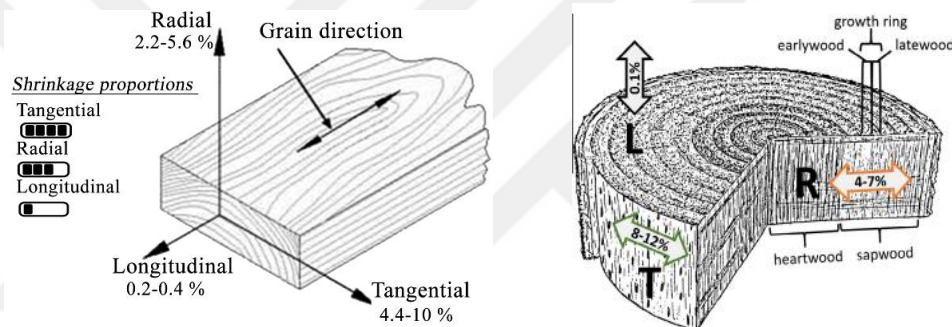 Radial
2.2-5.6 %
Grain direction
Shrinkage proportions
Tangential
Radial
Longitudinal
Longitudinal
0.2-0.4 %
Tangential
4.4-10 %
growth ring
earlywood
latewood
0.1%
L
R
4-7%
8-12%
T
heartwood
sapwood